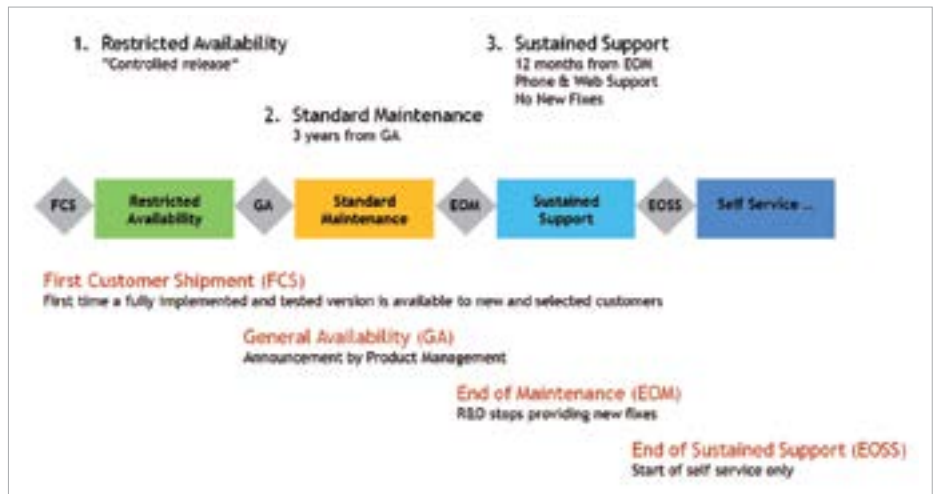 1. Restricted Availability
"Controlled release"
3. Sustained Support
12 months from EOM
Phone & Web Support
No New Fixes
2. Standard Maintenance
3 years from GA
FCS
Restricted
Availability
GA
Standard
Maintenance
EOM
Sustained
Support
EOSS
Self Service ...
First Customer Shipment (FCS)
First time a fully implemented and tested version is available to new and selected customers
General Availability (GA)
Announcement by Product Management
End of Maintenance (EOM)
R&D stops providing new fixes
End of Sustained Support (EOSS)
Start of self service only